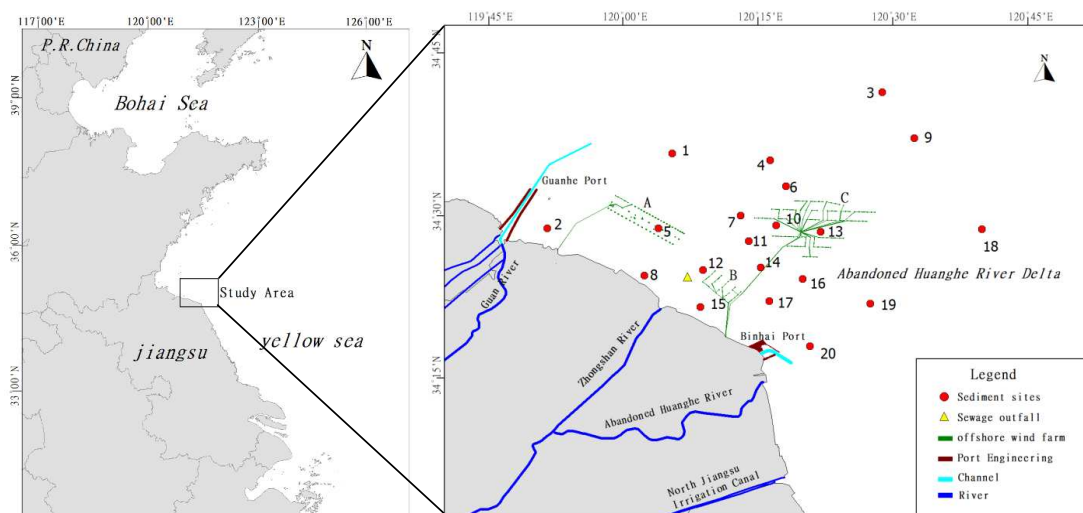 117°00'E
120°00'E
123°00'E
126°00'E
P.R.China
N
Bohai Sea
39°00'N
36°00'N
33°00'N
Study Area
jiangsu
yellow sea
119°45'E
120°00'E
120°15'E
120°30'E
120°45'E
34°45'N
34°30'N
34°15'N
N
3
9
1
4
6
Guanhe Port
A
C
7
10
2
5
11
13
18
12
14
8
B
16
Abandoned Huanghe River Delta
Guan River
15
17
19
Zhongshan River
Binhai Port
20
Abandoned Huanghe River
North Jiangsu
Irrigation Canal
Legend
Sediment sites
Sewage outfall
offshore wind farm
Port Engineering
Channel
River